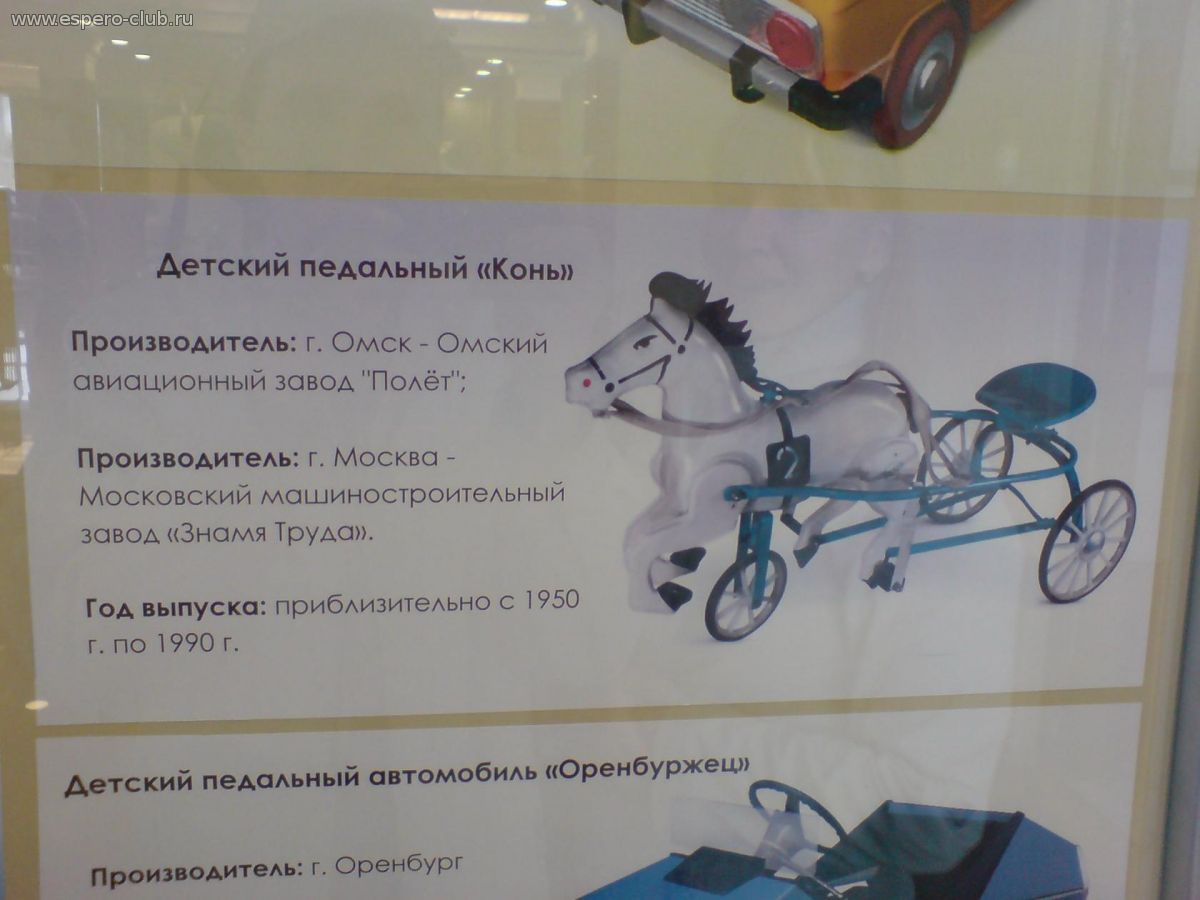 www.espero-club.ru
Детский педальный «Конь»
Производитель: г. Омск - Омский
авиационный завод "Полёт";
Производитель: г. Москва -
Московский машиностроительный
завод «Знамя Труда».
Год выпуска: приблизительно с 1950
г. по 1990 г.
2
Детский педальный автомобиль «Оренбуржец»
Производитель: г. Оренбург